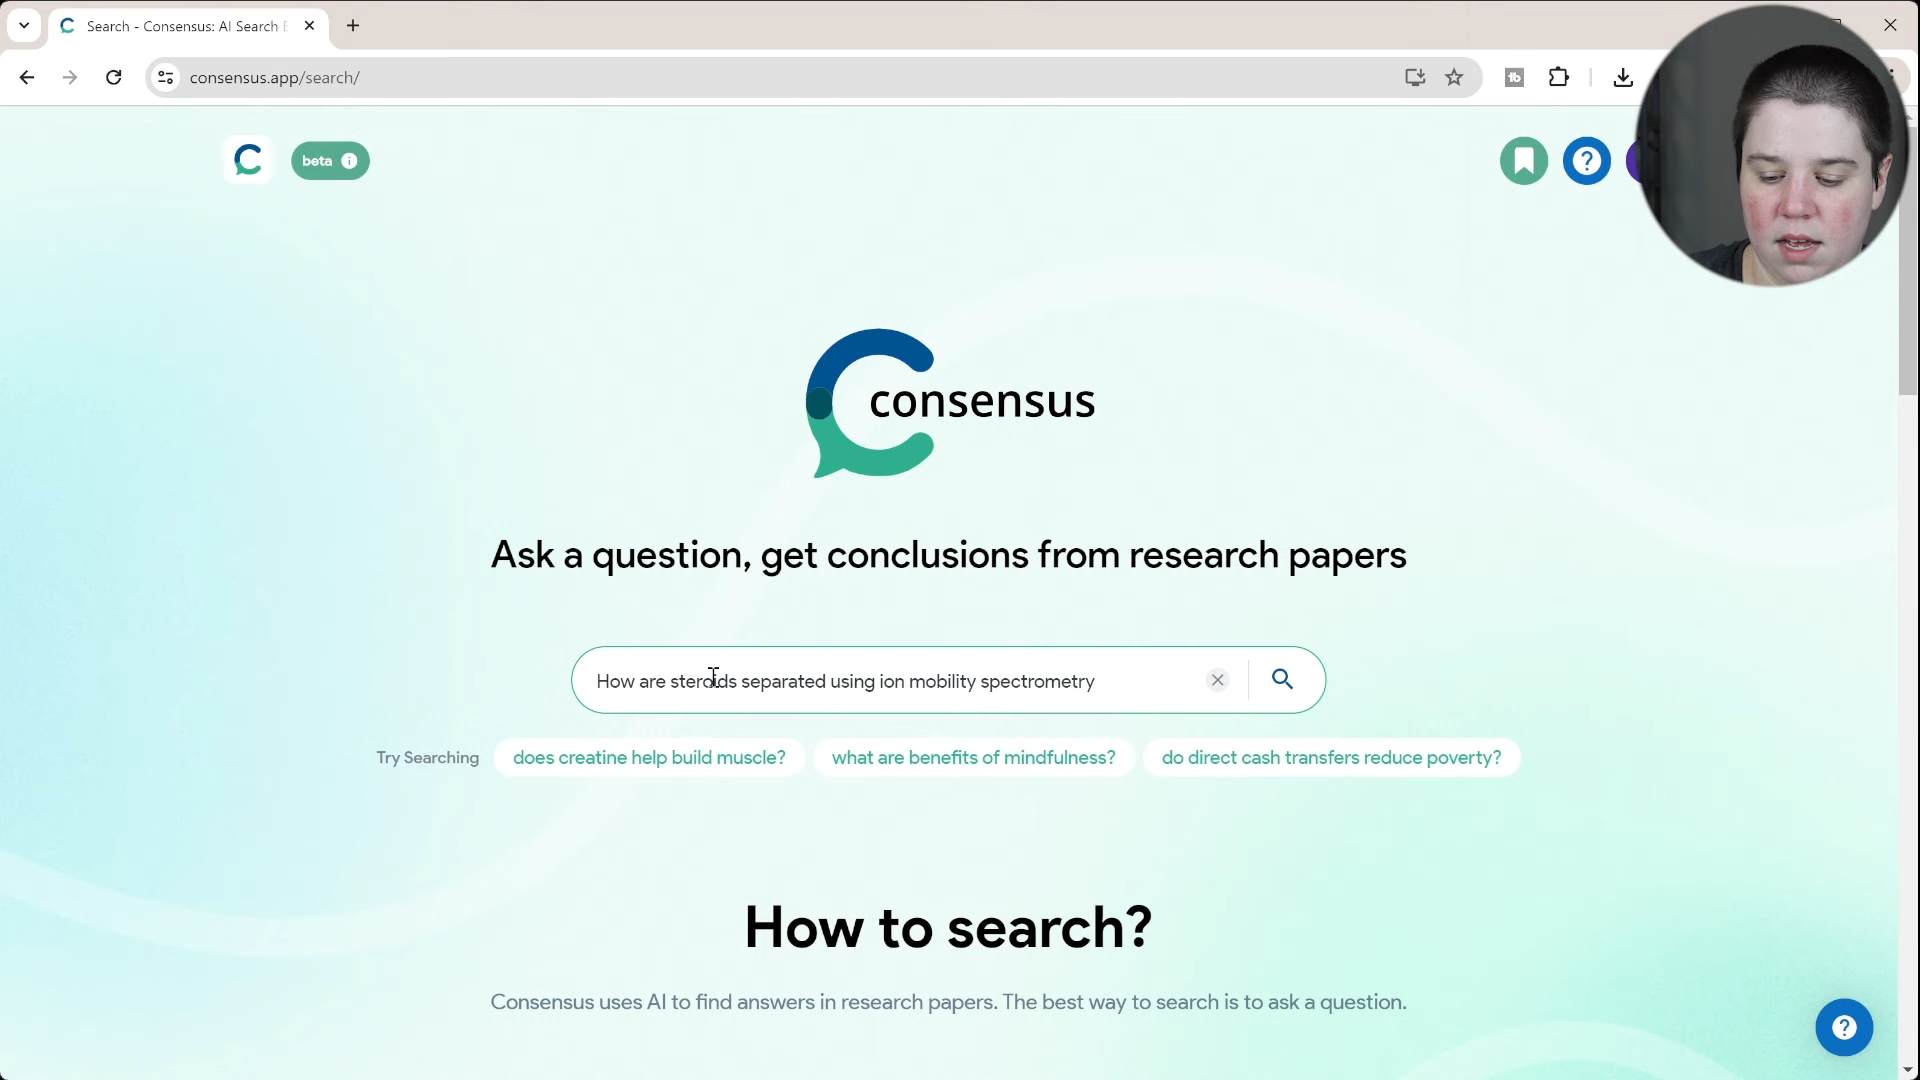 Search - Consensus: AI Search E
consensus.app/search/
beta
consensus
Ask a question, get conclusions from research papers
How are steroids separated using ion mobility spectrometry
Try Searching
does creatine help build muscle?
what are benefits of mindfulness?
do direct cash transfers reduce poverty?
How to search?
Consensus uses AI to find answers in research papers. The best way to search is to ask a question.